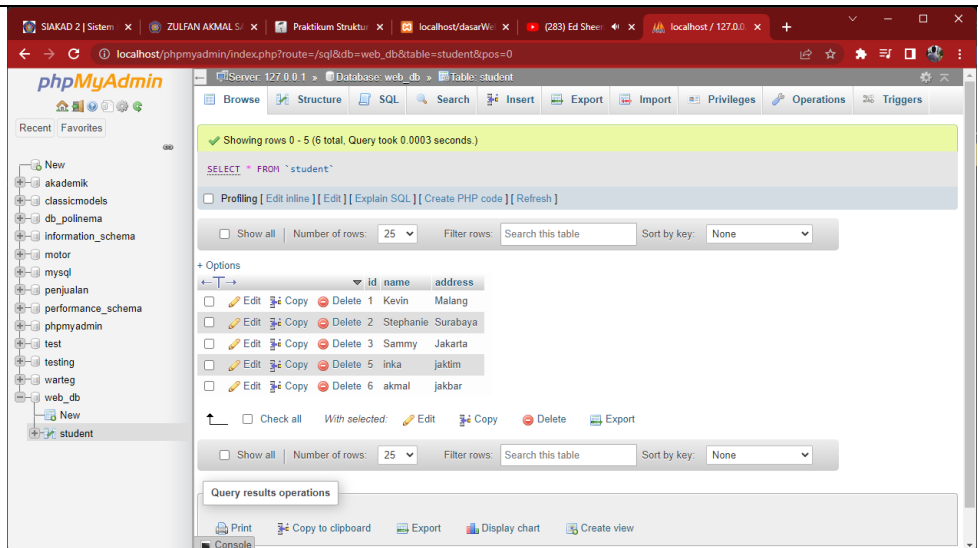 SIAKAD 2 | Sistem
ZULFAN AKMAL SA
Praktikum Struktur
localhost/dasarWe
(283) Ed Sheer
localhost / 127.0.0.
localhost/phpmyadmin/index.php?route=/sql&db=web_db&table=student&pos=0
phpMyAdmin
Recent Favorites
New
akademik
classicmodels
db_polinema
information_schema
motor
mysql
penjualan
performance_schema
phpmyadmin
test
testing
warteg
web_db
New
student
Server: 127.0.0.1 » Database: web_db » Table: student
Browse Structure SQL Search Insert Export Import Privileges Operations Triggers
Showing rows 0 - 5 (6 total, Query took 0.0003 seconds.)
SELECT * FROM `student`
Profiling [ Edit inline ] [ Edit ] [ Explain SQL ] [ Create PHP code ] [ Refresh ]
Show all | Number of rows: 25 Filter rows: Search this table Sort by key: None
+ Options
←T→ id name address
Edit Copy Delete 1 Kevin Malang
Edit Copy Delete 2 Stephanie Surabaya
Edit Copy Delete 3 Sammy Jakarta
Edit Copy Delete 5 inka jaktim
Edit Copy Delete 6 akmal jakbar
Check all With selected: Edit Copy Delete Export
Show all | Number of rows: 25 Filter rows: Search this table Sort by key: None
Query results operations
Print Copy to clipboard Export Display chart Create view
Console